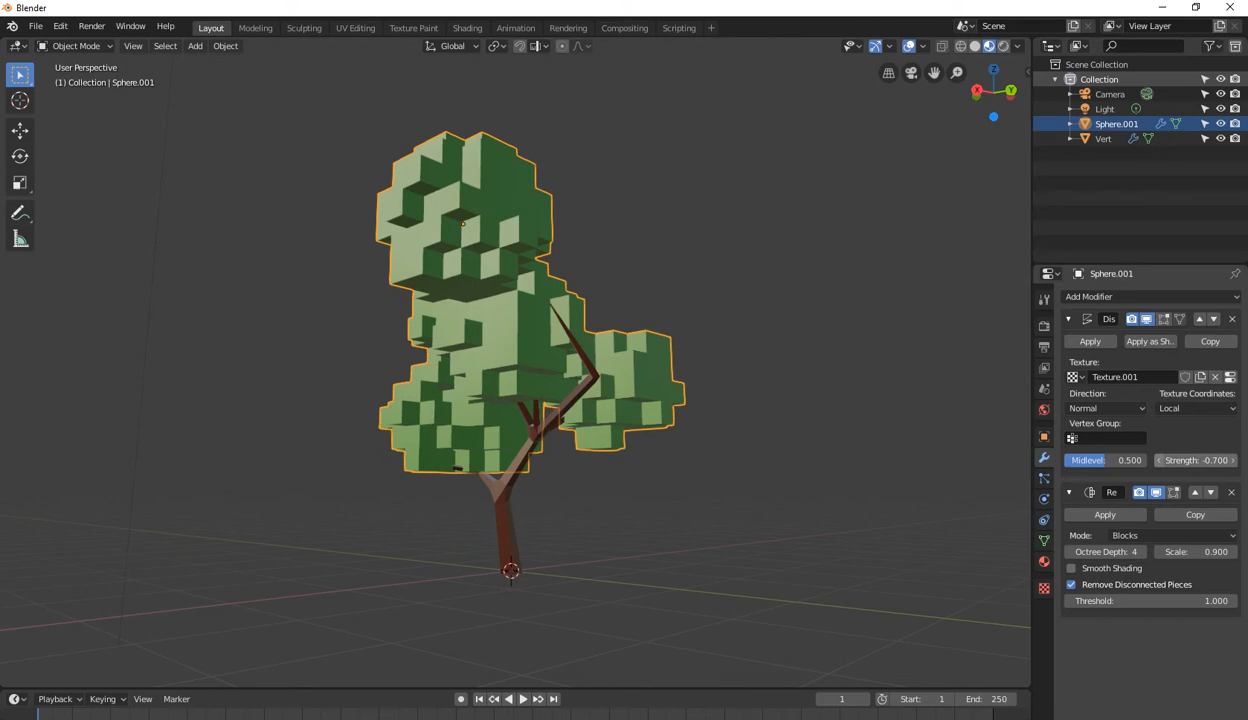 Blender
File Edit Render Window Help Layout Modeling Sculpting UV Editing Texture Paint Shading Animation Rendering Compositing Scripting + Scene View Layer
Object Mode View Select Add Object Global
User Perspective
(1) Collection | Sphere.001
Z
X Y
Scene Collection
Collection
Camera
Light
Sphere.001
Vert
Sphere.001
Add Modifier
Dis
Apply Apply as Sh.. Copy
Texture:
Texture.001
Direction: Texture Coordinates:
Normal Local
Vertex Group:
Midlevel: 0.500 Strength: -0.700
Re
Apply Copy
Mode: Blocks
Octree Depth: 4 Scale: 0.900
Smooth Shading
Remove Disconnected Pieces
Threshold: 1.000
Playback Keying View Marker 1 Start: 1 End: 250